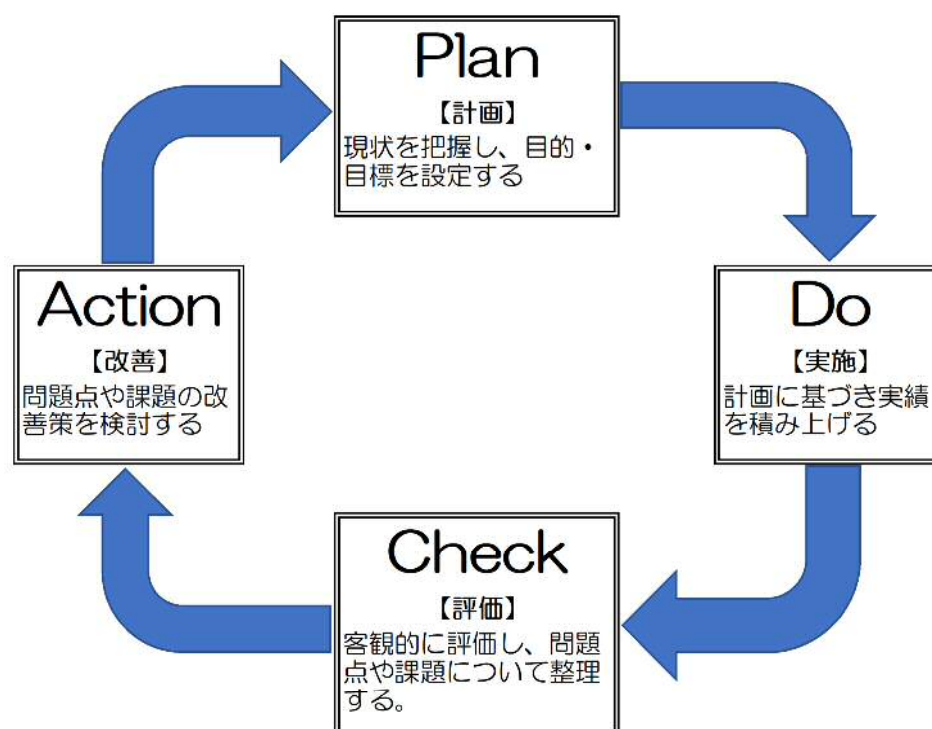 Plan
【計画】
現状を把握し、目的・
目標を設定する
Do
【実施】
計画に基づき実績
を積み上げる
Check
【評価】
客観的に評価し、問題
点や課題について整理
する。
Action
【改善】
問題点や課題の改
善策を検討する